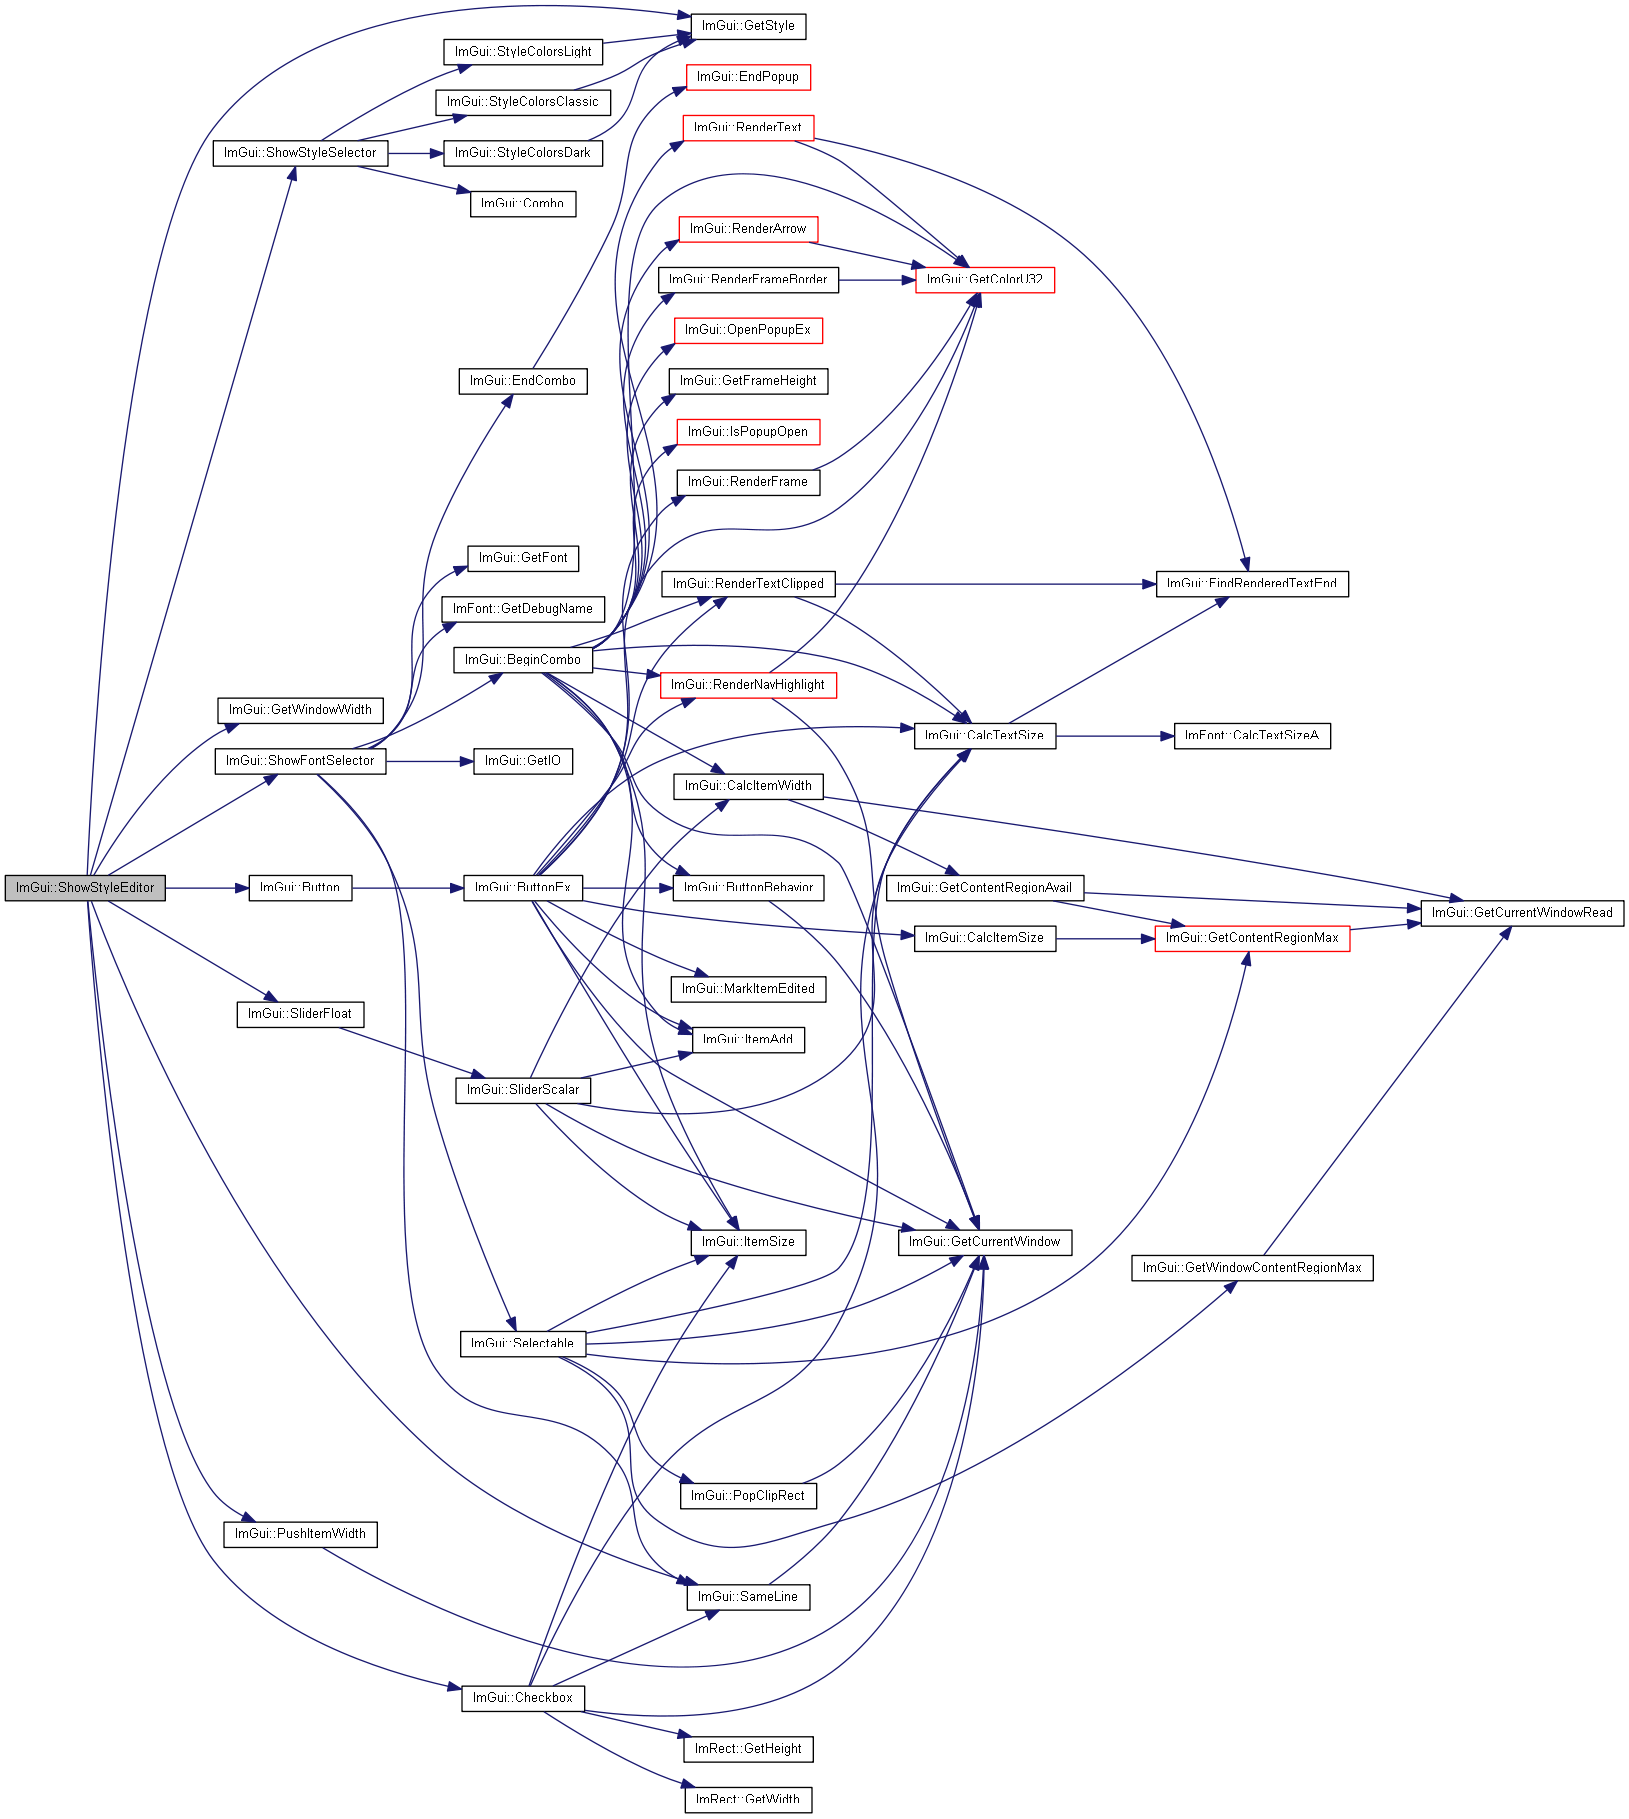 ImGui::GetStyle
ImGui::StyleColorsLight
ImGui::EndPopup
ImGui::StyleColorsClassic
ImGui::RenderText
ImGui::ShowStyleSelector
ImGui::StyleColorsDark
ImGui::Combo
ImGui::RenderArrow
ImGui::RenderFrameBorder
ImGui::GetColorU32
ImGui::OpenPopupEx
ImGui::EndCombo
ImGui::GetFrameHeight
ImGui::IsPopupOpen
ImGui::RenderFrame
ImGui::GetFont
ImGui::RenderTextClipped
ImGui::FindRenderedTextEnd
ImFont::GetDebugName
ImGui::BeginCombo
ImGui::RenderNavHighlight
ImGui::GetWindowWidth
ImGui::CalcTextSize
ImFont::CalcTextSizeA
ImGui::ShowFontSelector
ImGui::GetIO
ImGui::CalcItemWidth
ImGui::ShowStyleEditor
ImGui::Button
ImGui::ButtonEx
ImGui::ButtonBehavior
ImGui::GetContentRegionAvail
ImGui::GetCurrentWindowRead
ImGui::CalcItemSize
ImGui::GetContentRegionMax
ImGui::MarkItemEdited
ImGui::SliderFloat
ImGui::ItemAdd
ImGui::SliderScalar
ImGui::ItemSize
ImGui::GetCurrentWindow
ImGui::GetWindowContentRegionMax
ImGui::Selectable
ImGui::PopClipRect
ImGui::PushItemWidth
ImGui::SameLine
ImGui::Checkbox
ImRect::GetHeight
ImRect::GetWidth